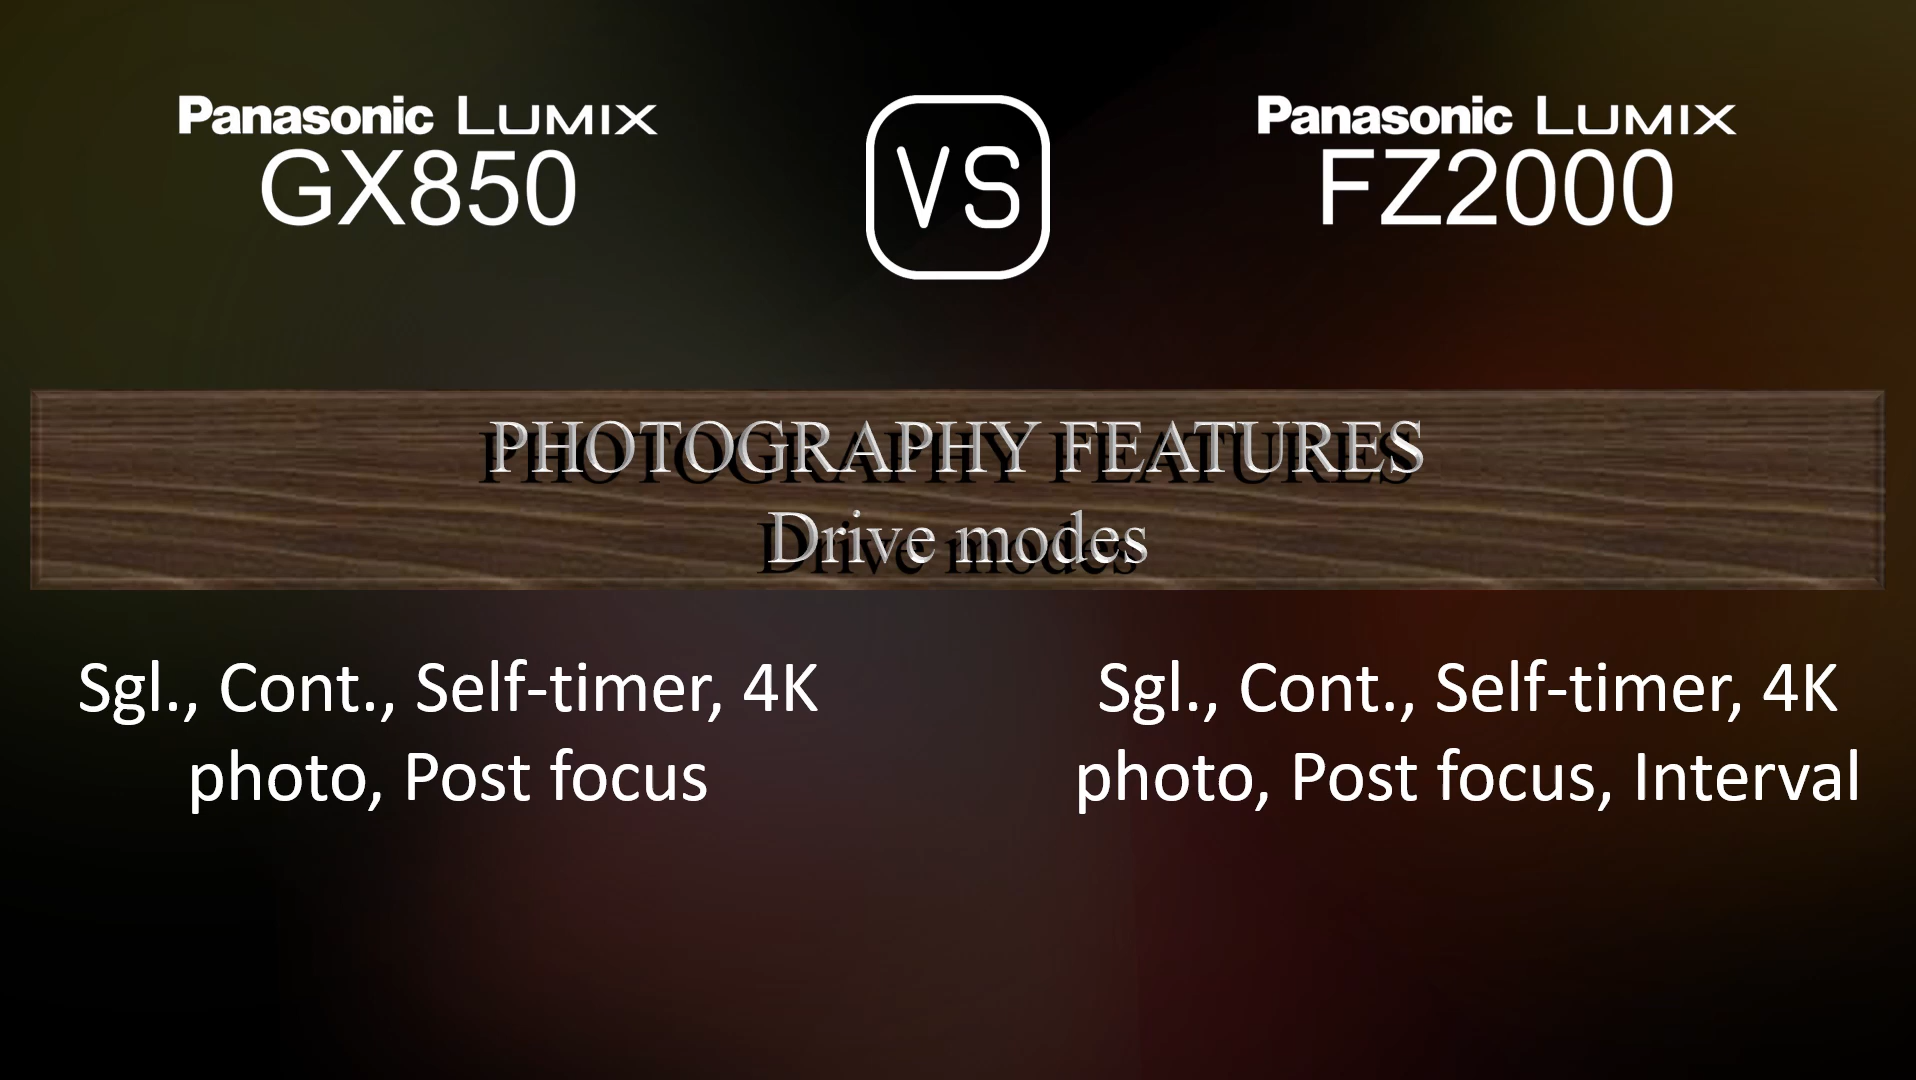 Panasonic LUMIX
GX850
VS
Panasonic LUMIX
FZ2000
PHOTOGRAPHY FEATURES
Drive modes
Sgl., Cont., Self-timer, 4K
photo, Post focus
Sgl., Cont., Self-timer, 4K
photo, Post focus, Interval